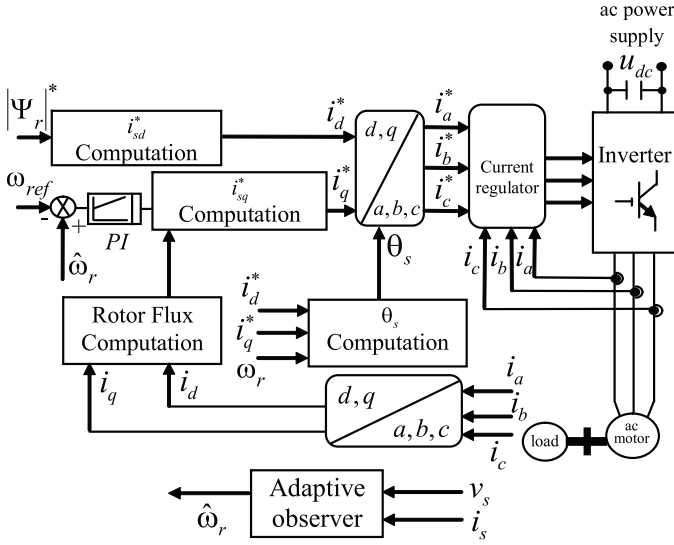 ac power
supply
u_dc
|Ψ_r|*
i*_sd
Computation
i*_d
d, q
a, b, c
i*_a
i*_b
i*_c
Current
regulator
Inverter
ω_ref
-
+
PI
i*_sq
Computation
i*_q
ω̂_r
θ_s
i_c
i_b
i_a
Rotor Flux
Computation
i*_d
i*_q
ω_r
θ_s
Computation
i_q
i_d
d, q
a, b, c
i_a
i_b
i_c
load
ac
motor
ω̂_r
Adaptive
observer
v_s
i_s